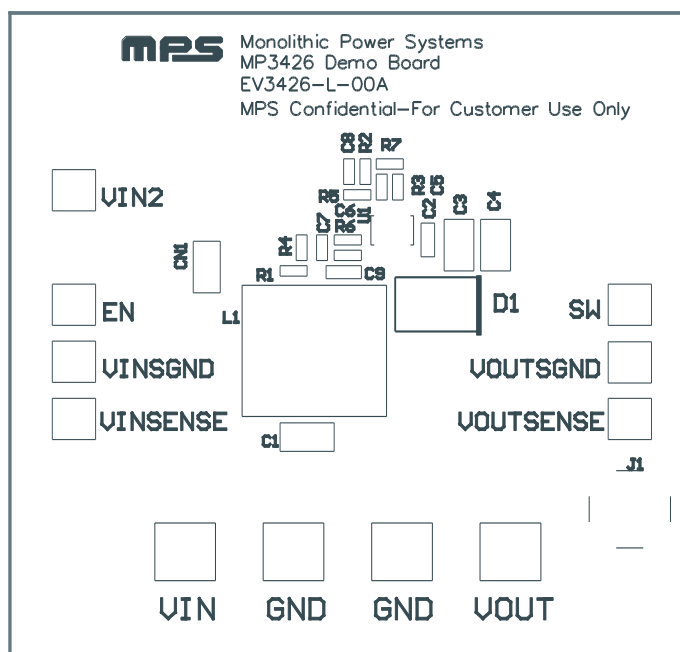 mps
Monolithic Power Systems
MP3426 Demo Board
EV3426-L-00A
MPS Confidential-For Customer Use Only
C8
R2
R7
R5
R3
C5
VIN2
C6
U1
C7
R6
R4
C2
C3
C4
CN1
R1
C9
L1
D1
EN
SW
VINSGND
VOUTSGND
VINSENSE
VOUTSENSE
C1
J1
VIN
GND
GND
VOUT